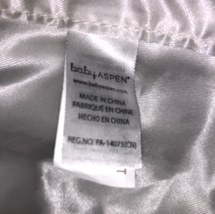 baby ASPEN
www.babyaspen.com
MADE IN CHINA
FABRIQUÉ EN CHINE
HECHO EN CHINA
REG.NO PA-14075(CN)